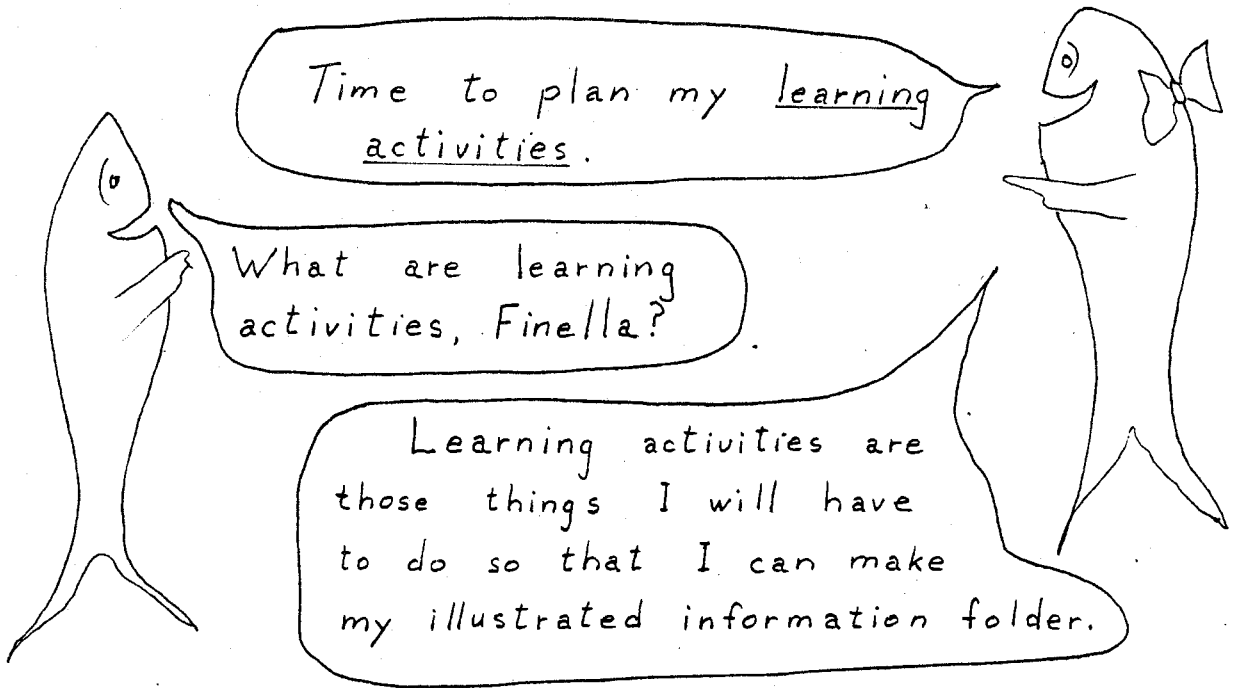 Time to plan my learning
activities.
What are learning
activities, Finella?
Learning activities are
those things I will have
to do so that I can make
my illustrated information folder.